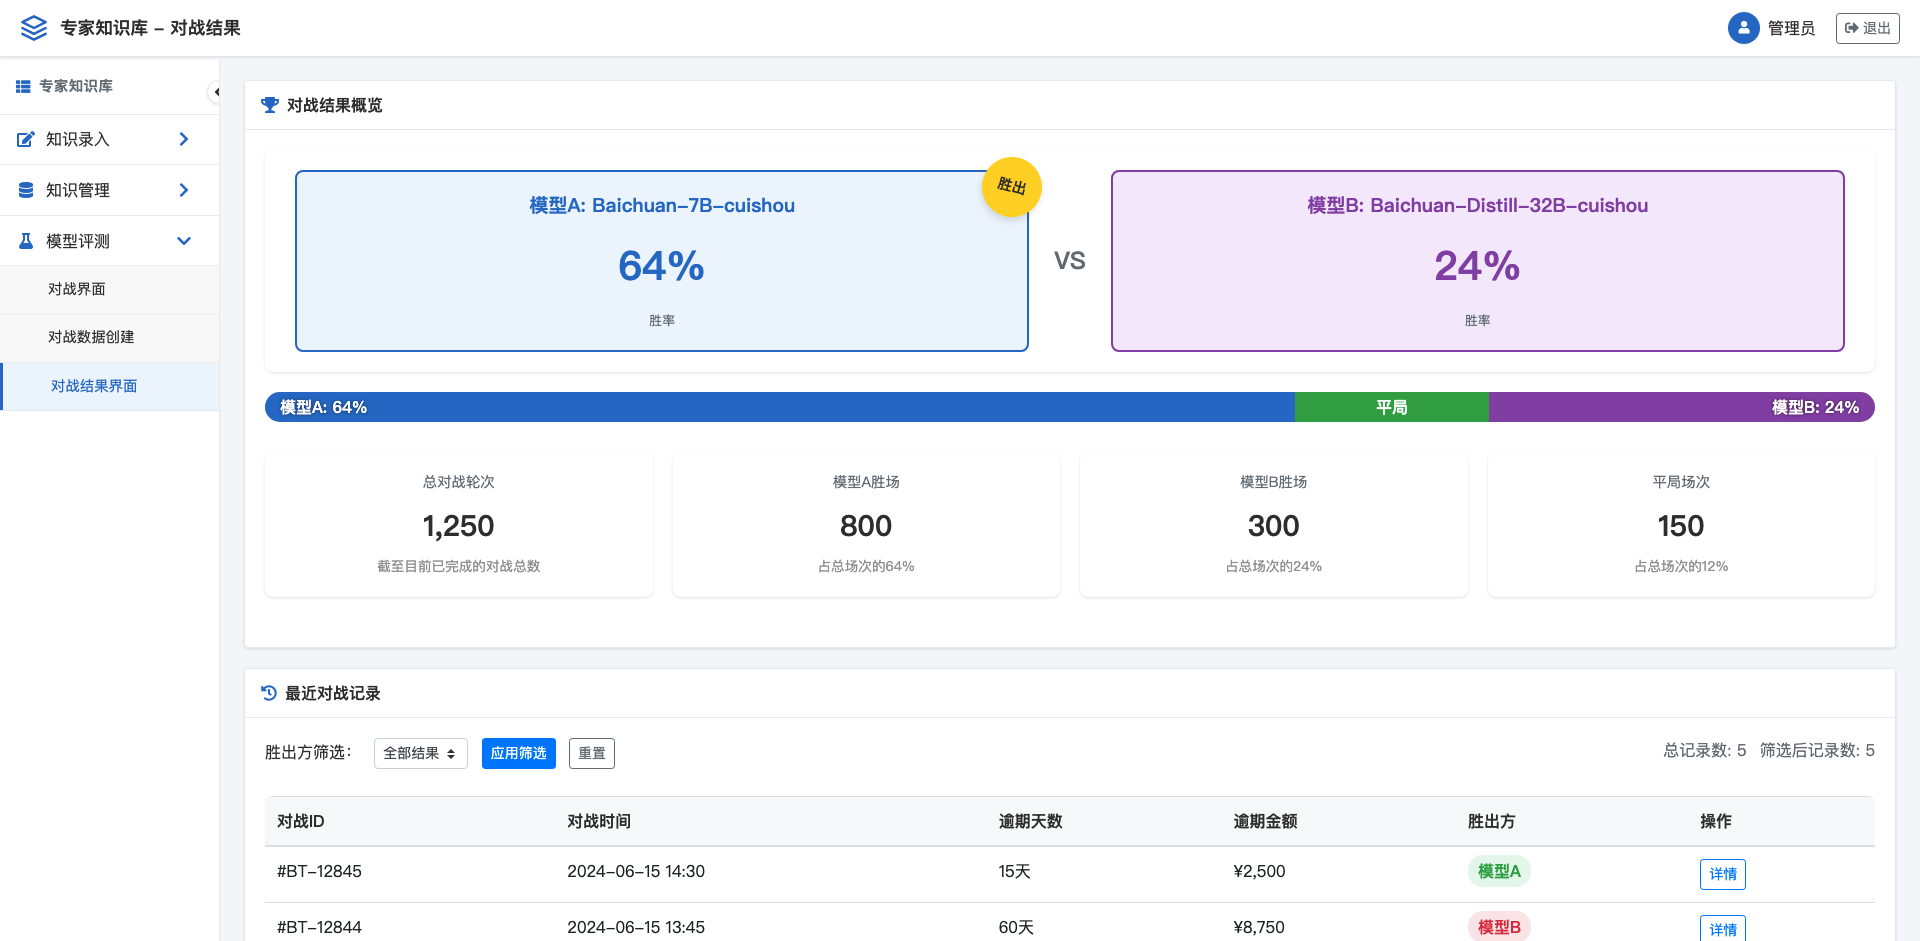 专家知识库 – 对战结果
管理员
退出
专家知识库
知识录入
知识管理
模型评测
对战界面
对战数据创建
对战结果界面
对战结果概览
模型A: Baichuan-7B-cuishou
64%
胜率
胜出
VS
模型B: Baichuan-Distill-32B-cuishou
24%
胜率
模型A: 64%
平局
模型B: 24%
总对战轮次
1,250
截至目前已完成的对战总数
模型A胜场
800
占总场次的64%
模型B胜场
300
占总场次的24%
平局场次
150
占总场次的12%
最近对战记录
胜出方筛选：
全部结果
应用筛选
重置
总记录数: 5 筛选后记录数: 5
对战ID 对战时间 逾期天数 逾期金额 胜出方 操作
#BT-12845 2024-06-15 14:30 15天 ¥2,500 模型A 详情
#BT-12844 2024-06-15 13:45 60天 ¥8,750 模型B 详情